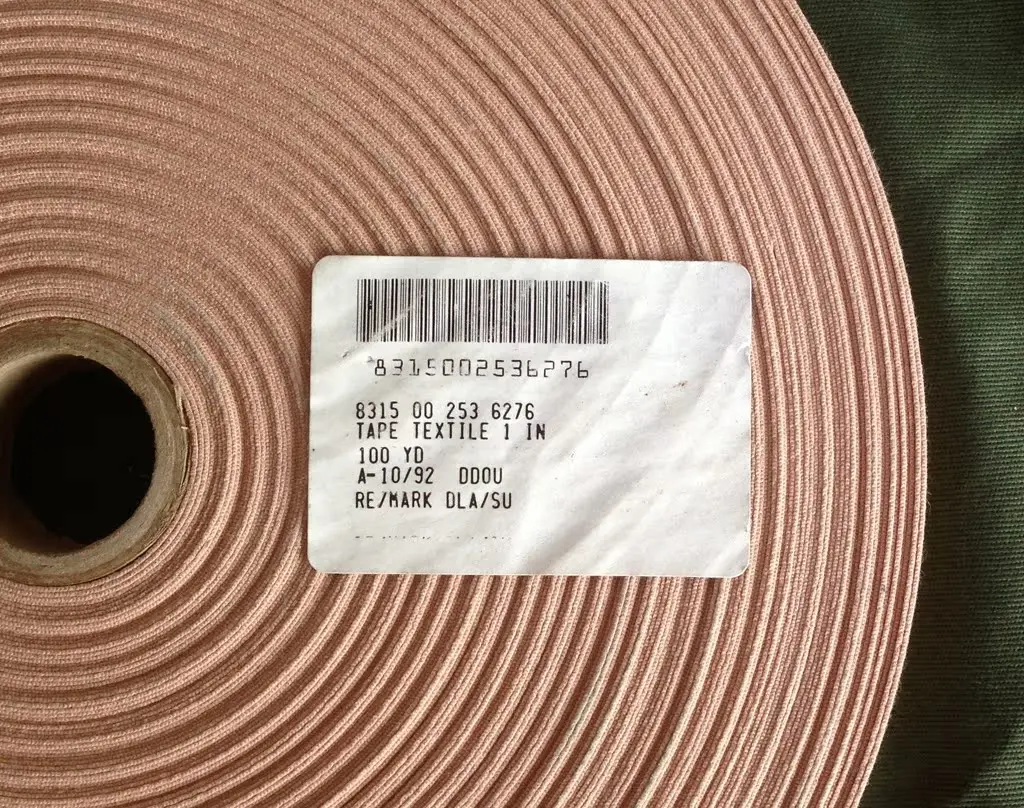 8315002536276
8315 00 253 6276
TAPE TEXTILE 1 IN
100 YD
A-10/92 DDOU
RE/MARK DLA/SU